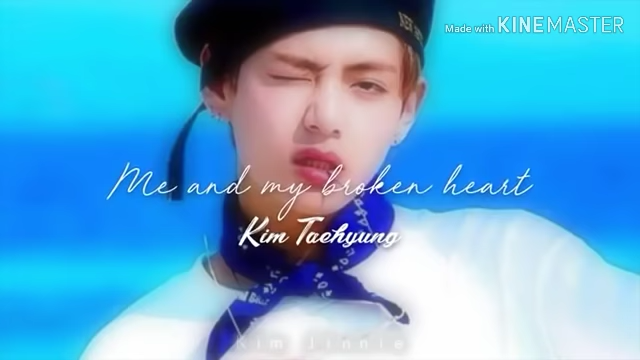 Made with KINEMASTER
Me and my broken heart
Kim Taehyung
Kim Jinnie